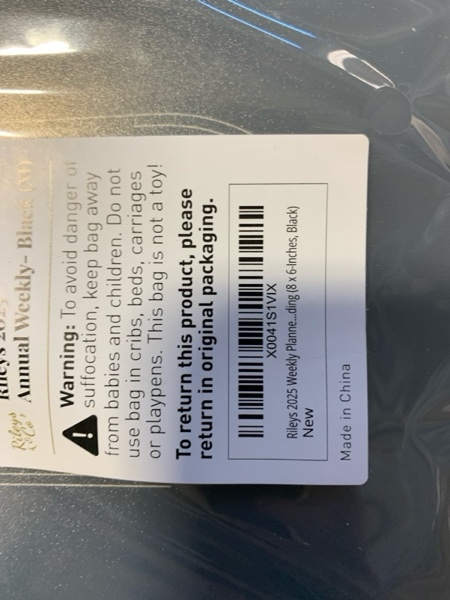 Rileys & Co
Rileys 2025
Annual Weekly– Black
Warning: To avoid danger of
suffocation, keep bag away
from babies and children. Do not
use bag in cribs, beds, carriages
or playpens. This bag is not a toy!
To return this product, please
return in original packaging.
X0041S1VIX
Rileys 2025 Weekly Planne...ding (8 x 6-Inches, Black)
New
Made in China